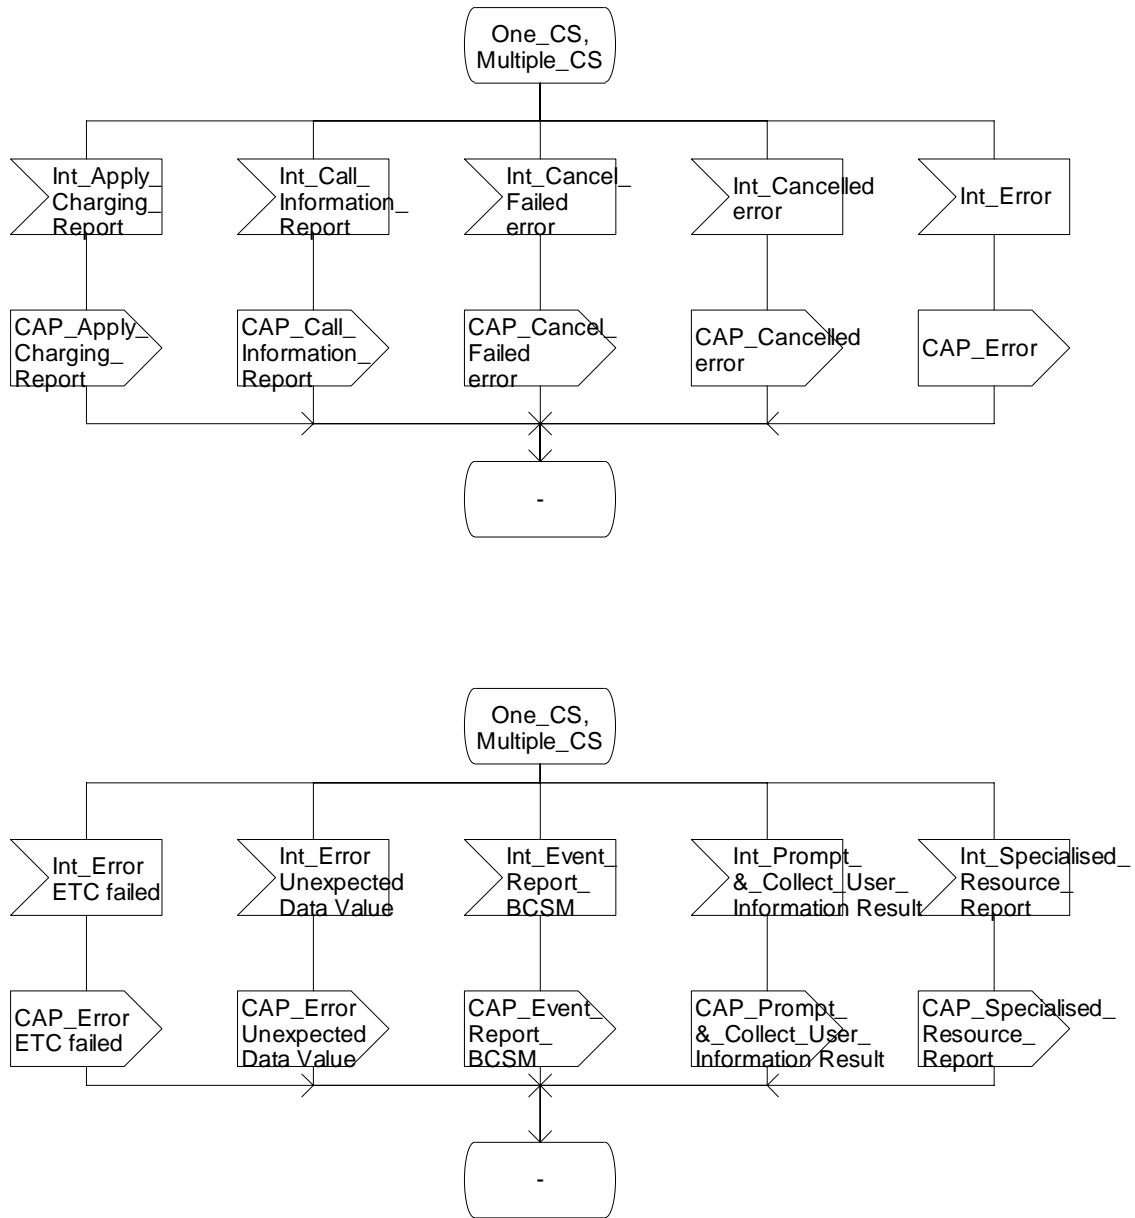 One_CS,
Multiple_CS
Int_Apply_
Charging_
Report
Int_Call_
Information_
Report
Int_Cancel_
Failed
error
Int_Cancelled
error
Int_Error
CAP_Apply_
Charging_
Report
CAP_Call_
Information_
Report
CAP_Cancel_
Failed
error
CAP_Cancelled
error
CAP_Error
-
One_CS,
Multiple_CS
Int_Error
ETC failed
Int_Error
Unexpected
Data Value
Int_Event_
Report_
BCSM
Int_Prompt_
&_Collect_User_
Information Result
Int_Specialised_
Resource_
Report
CAP_Error
ETC failed
CAP_Error
Unexpected
Data Value
CAP_Event_
Report_
BCSM
CAP_Prompt_
&_Collect_User_
Information Result
CAP_Specialised_
Resource_
Report
-